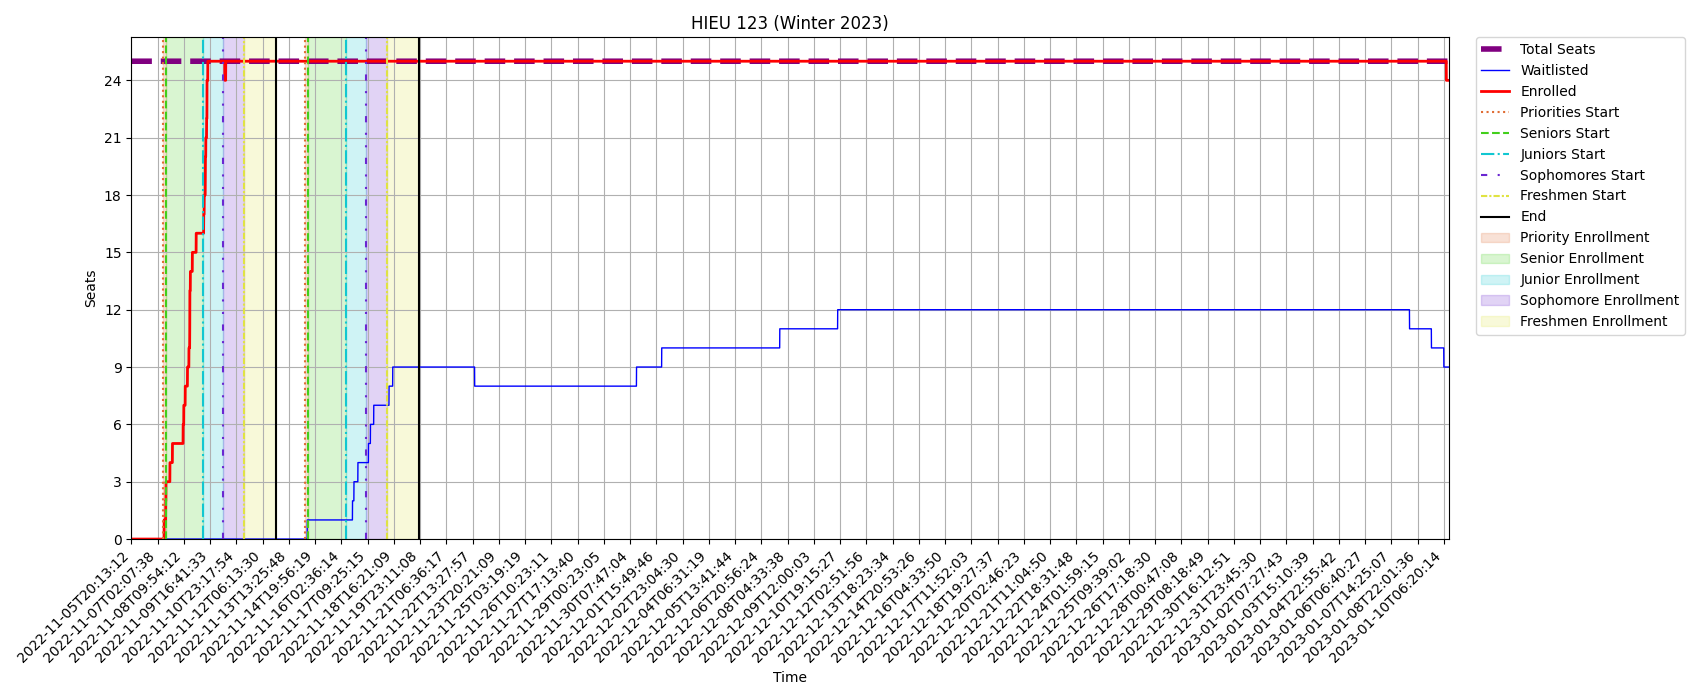 HIEU 123 (Winter 2023)
Seats
24
21
18
15
12
9
6
3
0
2022-11-05T20:13:12
2022-11-07T02:07:38
2022-11-08T09:54:12
2022-11-09T16:41:33
2022-11-10T23:17:54
2022-11-12T06:13:30
2022-11-13T13:25:48
2022-11-14T19:56:19
2022-11-16T02:36:14
2022-11-17T09:25:15
2022-11-18T16:21:09
2022-11-19T23:11:08
2022-11-21T06:36:17
2022-11-22T13:27:57
2022-11-23T20:21:09
2022-11-25T03:19:19
2022-11-26T10:23:11
2022-11-27T17:13:40
2022-11-29T00:23:05
2022-11-30T07:47:04
2022-12-01T15:49:46
2022-12-02T23:04:30
2022-12-04T06:31:19
2022-12-05T13:41:44
2022-12-06T20:56:24
2022-12-08T04:33:38
2022-12-09T12:00:03
2022-12-10T19:15:27
2022-12-12T02:51:56
2022-12-13T18:23:34
2022-12-14T20:53:26
2022-12-16T04:33:50
2022-12-17T11:52:03
2022-12-18T19:27:37
2022-12-20T02:46:23
2022-12-21T11:04:50
2022-12-22T18:31:48
2022-12-24T01:59:15
2022-12-25T09:39:02
2022-12-26T17:18:30
2022-12-28T00:47:08
2022-12-29T08:18:49
2022-12-30T16:12:51
2022-12-31T23:45:30
2023-01-02T07:27:43
2023-01-03T15:10:39
2023-01-04T22:55:42
2023-01-06T06:40:27
2023-01-07T14:25:07
2023-01-08T22:01:36
2023-01-10T06:20:14
Time
Total Seats
Waitlisted
Enrolled
Priorities Start
Seniors Start
Juniors Start
Sophomores Start
Freshmen Start
End
Priority Enrollment
Senior Enrollment
Junior Enrollment
Sophomore Enrollment
Freshmen Enrollment